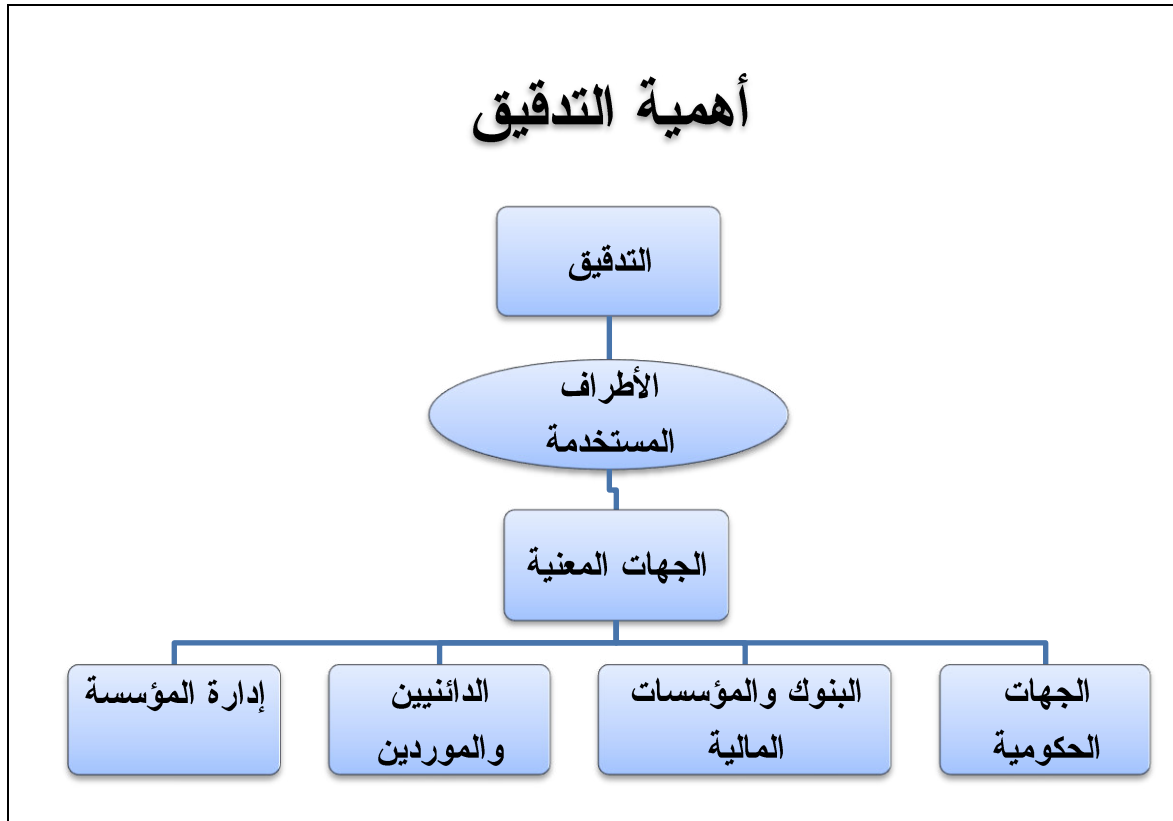 أهمية التدقيق
التدقيق
الأطراف
المستخدمة
الجهات المعنية
الجهات
الحكومية
البنوك والمؤسسات
المالية
الدائنيين
والموردين
إدارة المؤسسة